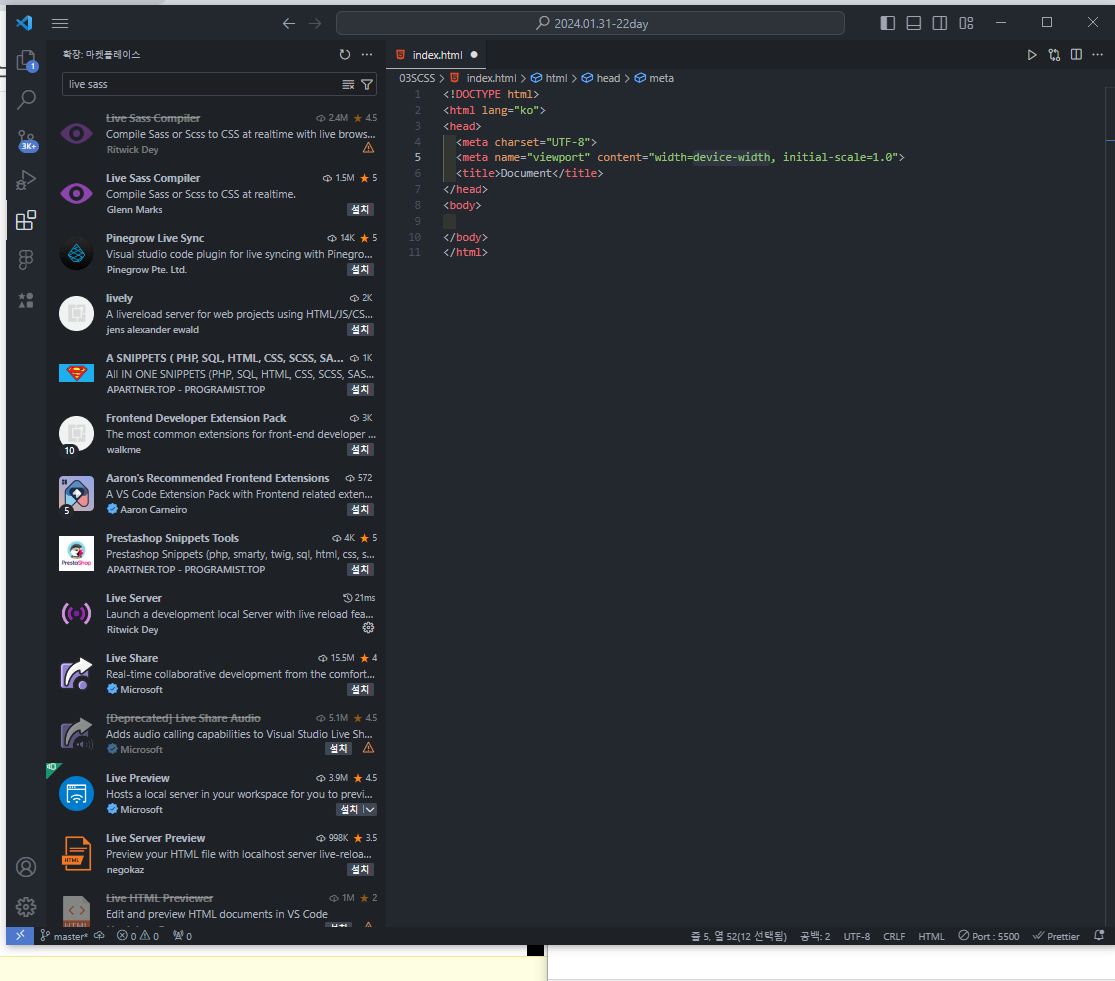 2024.01.31-22day
1
3K+
확장: 마켓플레이스
live sass
Live Sass Compiler 2.4M ★ 4.5
Compile Sass or Scss to CSS at realtime with live brows...
Ritwick Dey
Live Sass Compiler 1.5M ★ 5
Compile Sass or Scss to CSS at realtime.
Glenn Marks 설치
Pinegrow Live Sync 14K ★ 5
Visual studio code plugin for live syncing with Pinegro...
Pinegrow Pte. Ltd. 설치
lively 2K
A livereload server for web projects using HTML/JS/CS...
jens alexander ewald 설치
A SNIPPETS ( PHP, SQL, HTML, CSS, SCSS, SA... 1K
All IN ONE SNIPPETS (PHP, SQL, HTML, CSS, SCSS, SAS...
APARTNER.TOP - PROGRAMIST.TOP 설치
Frontend Developer Extension Pack 3K
The most common extensions for front-end developer ...
10 walkme 설치
Aaron's Recommended Frontend Extensions 572
A VS Code Extension Pack with Frontend related exten...
5 Aaron Carneiro 설치
Prestashop Snippets Tools 4K ★ 5
Prestashop Snippets (php, smarty, twig, sql, html, css, s...
PrestaShop
APARTNER.TOP - PROGRAMIST.TOP 설치
Live Server 21ms
Launch a development local Server with live reload fea...
Ritwick Dey
Live Share 15.5M ★ 4
Real-time collaborative development from the comfort...
Microsoft 설치
[Deprecated] Live Share Audio 5.1M ★ 4.5
Adds audio calling capabilities to Visual Studio Live Sh...
Microsoft 설치
Live Preview 3.9M ★ 4.5
Hosts a local server in your workspace for you to previ...
Microsoft 설치
Live Server Preview 998K ★ 3.5
Preview your HTML file with localhost server live-reloa...
HTML
negokaz 설치
Live HTML Previewer 1M ★ 2
Edit and preview HTML documents in VS Code
index.html ●
03SCSS > index.html > html > head > meta
1 <!DOCTYPE html>
2 <html lang="ko">
3 <head>
4 <meta charset="UTF-8">
5 <meta name="viewport" content="width=device-width, initial-scale=1.0">
6 <title>Document</title>
7 </head>
8 <body>
9
10 </body>
11 </html>
master* 0 0 0 줄 5, 열 52(12 선택됨) 공백: 2 UTF-8 CRLF HTML Port : 5500 Prettier